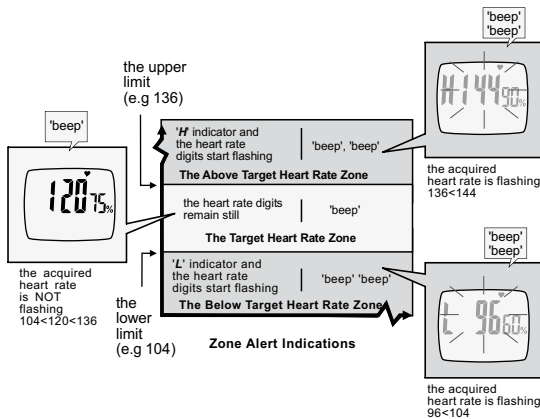 'beep'
'beep'
the upper
limit
(e.g 136)
H144 90%
'beep'
'H' indicator and
the heart rate
digits start flashing
'beep', 'beep'
The Above Target Heart Rate Zone
the acquired
heart rate is flashing
136<144
120 75%
the heart rate digits
remain still
'beep'
The Target Heart Rate Zone
'beep'
'beep'
the acquired
heart rate
is NOT
flashing
104<120<136
'L' indicator and
the heart rate
digits start flashing
'beep' 'beep'
The Below Target Heart Rate Zone
L 96 60%
the
lower
limit
(e.g 104)
Zone Alert Indications
the acquired
heart rate is flashing
96<104